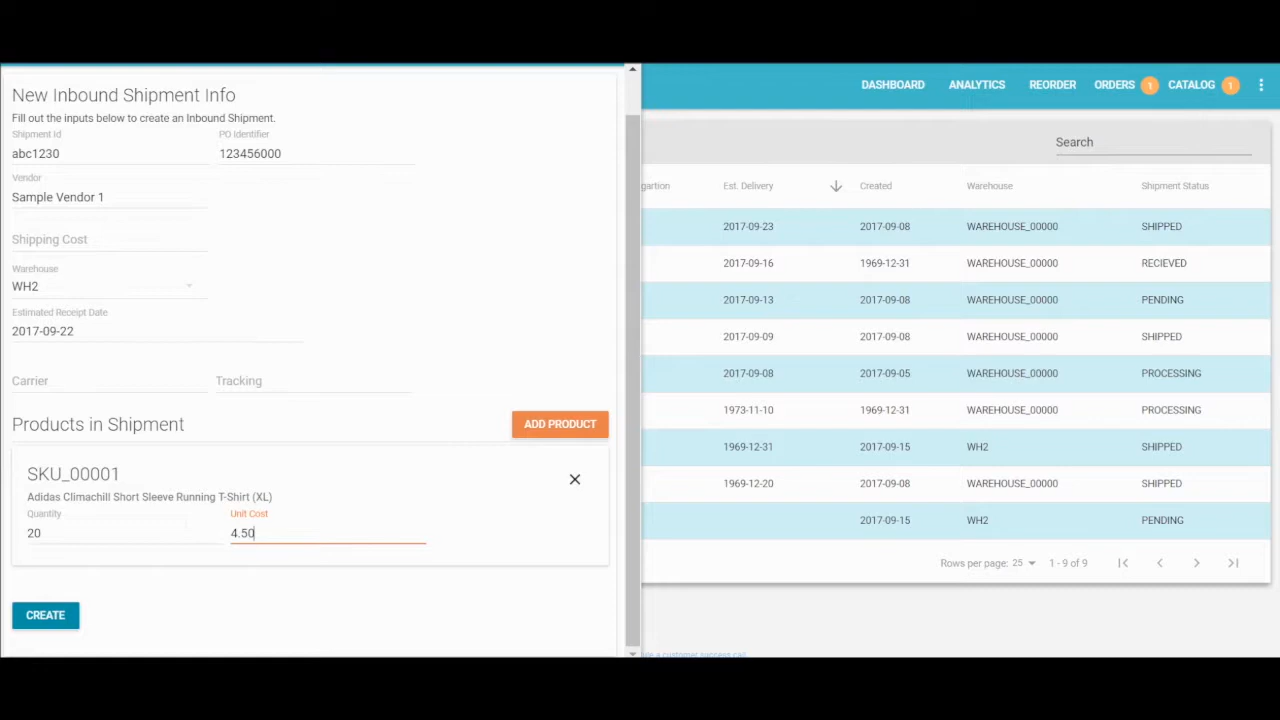 New Inbound Shipment Info
Fill out the inputs below to create an Inbound Shipment.
Shipment Id
PO Identifier
abc1230
123456000
Vendor
Sample Vendor 1
Shipping Cost
Warehouse
WH2
Estimated Receipt Date
2017-09-22
Carrier
Tracking
Products in Shipment
ADD PRODUCT
SKU_00001
Adidas Climachill Short Sleeve Running T-Shirt (XL)
Quantity
Unit Cost
20
4.50
CREATE
DASHBOARD ANALYTICS REORDER ORDERS 1 CATALOG 1
Search
Est. Delivery Created Warehouse Shipment Status
2017-09-23 2017-09-08 WAREHOUSE_00000 SHIPPED
2017-09-16 1969-12-31 WAREHOUSE_00000 RECIEVED
2017-09-13 2017-09-08 WAREHOUSE_00000 PENDING
2017-09-09 2017-09-08 WAREHOUSE_00000 SHIPPED
2017-09-08 2017-09-05 WAREHOUSE_00000 PROCESSING
1973-11-10 1969-12-31 WAREHOUSE_00000 PROCESSING
1969-12-31 2017-09-15 WH2 SHIPPED
1969-12-20 2017-09-08 WAREHOUSE_00000 SHIPPED
2017-09-15 WH2 PENDING
Rows per page: 25 1 - 9 of 9
a customer success call